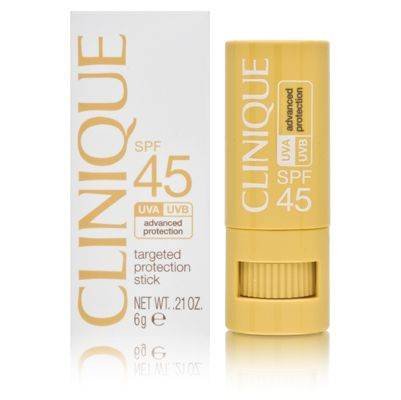 CLINIQUE
SPF
45
UVA UVB
advanced
protection
targeted
protection
stick
NET WT. .21 OZ.
6g e
CLINIQUE
UVA UVB
advanced
protection
SPF
45